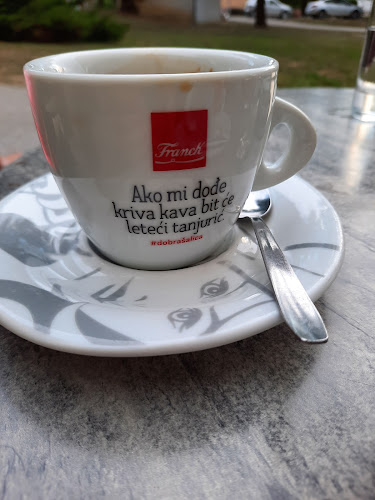 Franck
Ako mi dođe
kriva kava bit će
leteći tanjurić
#dobrašalica